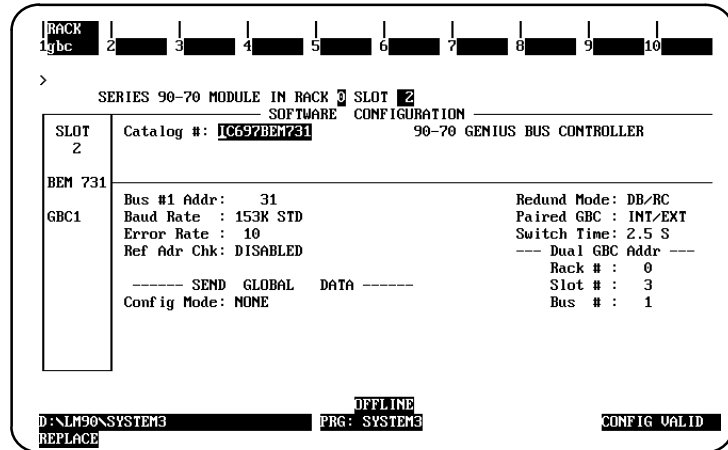 RACK
1gbc 2 3 4 5 6 7 8 9 10
>
SERIES 90-70 MODULE IN RACK 0 SLOT 2
SOFTWARE CONFIGURATION
SLOT Catalog #: IC697BEM731 90-70 GENIUS BUS CONTROLLER
2
BEM 731
Bus #1 Addr: 31 Redund Mode: DB/RC
GBC1 Baud Rate : 153K STD Paired GBC : INT/EXT
Error Rate : 10 Switch Time: 2.5 S
Ref Adr Chk: DISABLED --- Dual GBC Addr ---
Rack # : 0
------ SEND GLOBAL DATA ------ Slot # : 3
Config Mode: NONE Bus # : 1
OFFLINE
D:\LM90\SYSTEM3 PRG: SYSTEM3 CONFIG VALID
REPLACE